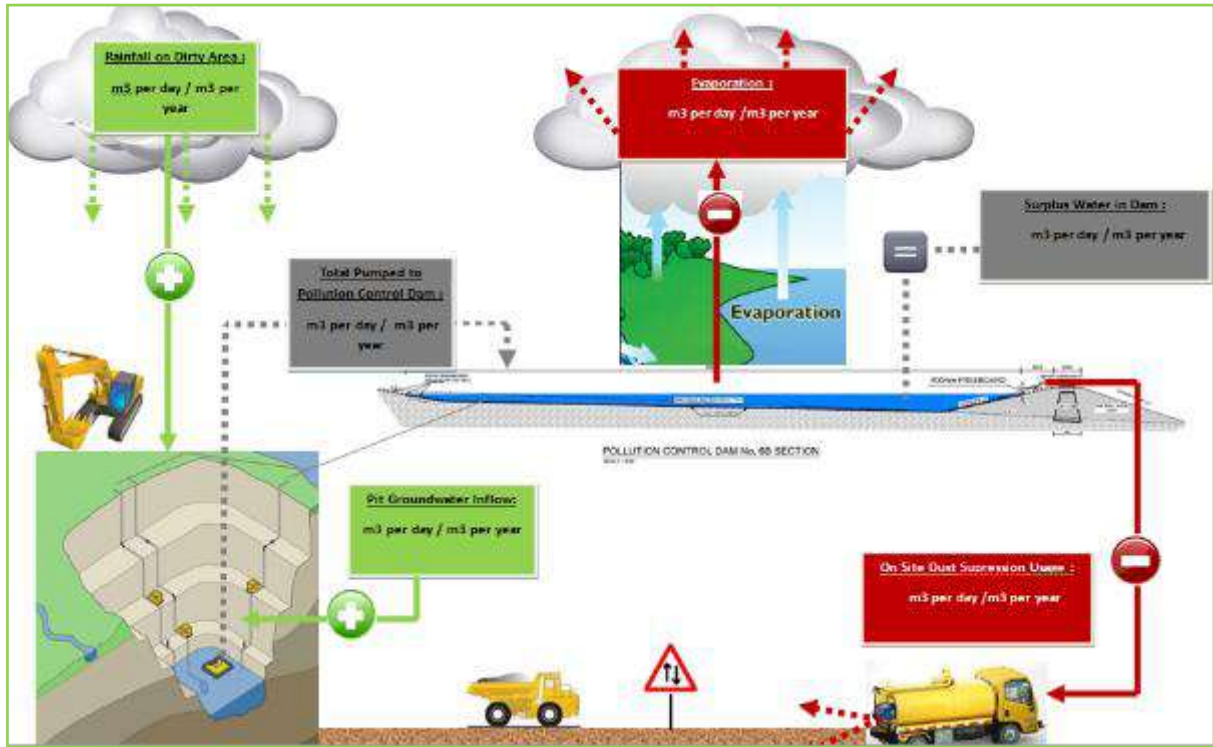 Rainfall on Dirty Area :
m3 per day / m3 per
year
Evaporation :
m3 per day /m3 per year
Surplus Water in Dam :
m3 per day / m3 per year
Total Pumped to
Pollution Control Dam :
m3 per day / m3 per
year
Evaporation
POLLUTION CONTROL DAM No. 6B SECTION
Pit Groundwater Inflow:
m3 per day / m3 per year
On Site Dust Supression Usage :
m3 per day /m3 per year